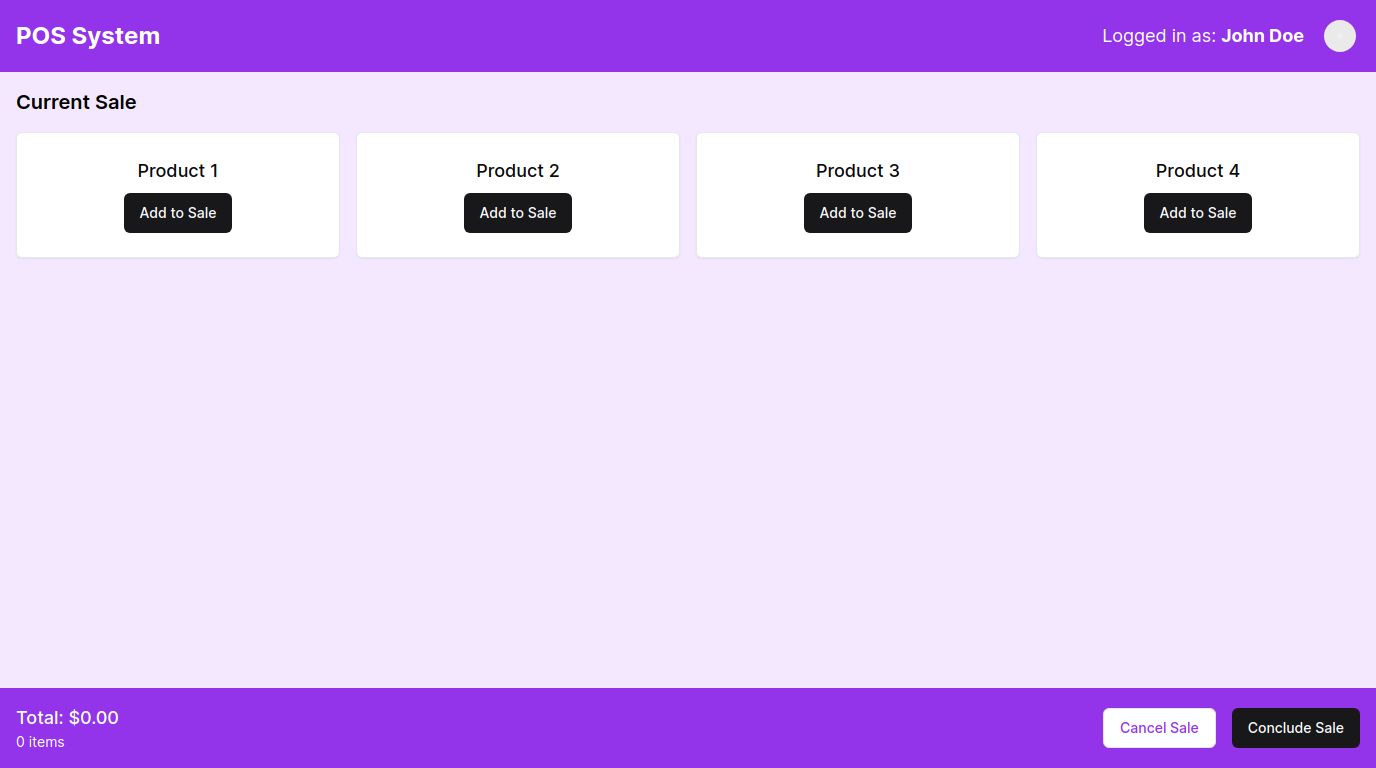 POS System
Logged in as: John Doe
Current Sale
Product 1
Add to Sale
Product 2
Add to Sale
Product 3
Add to Sale
Product 4
Add to Sale
Total: $0.00
0 items
Cancel Sale
Conclude Sale